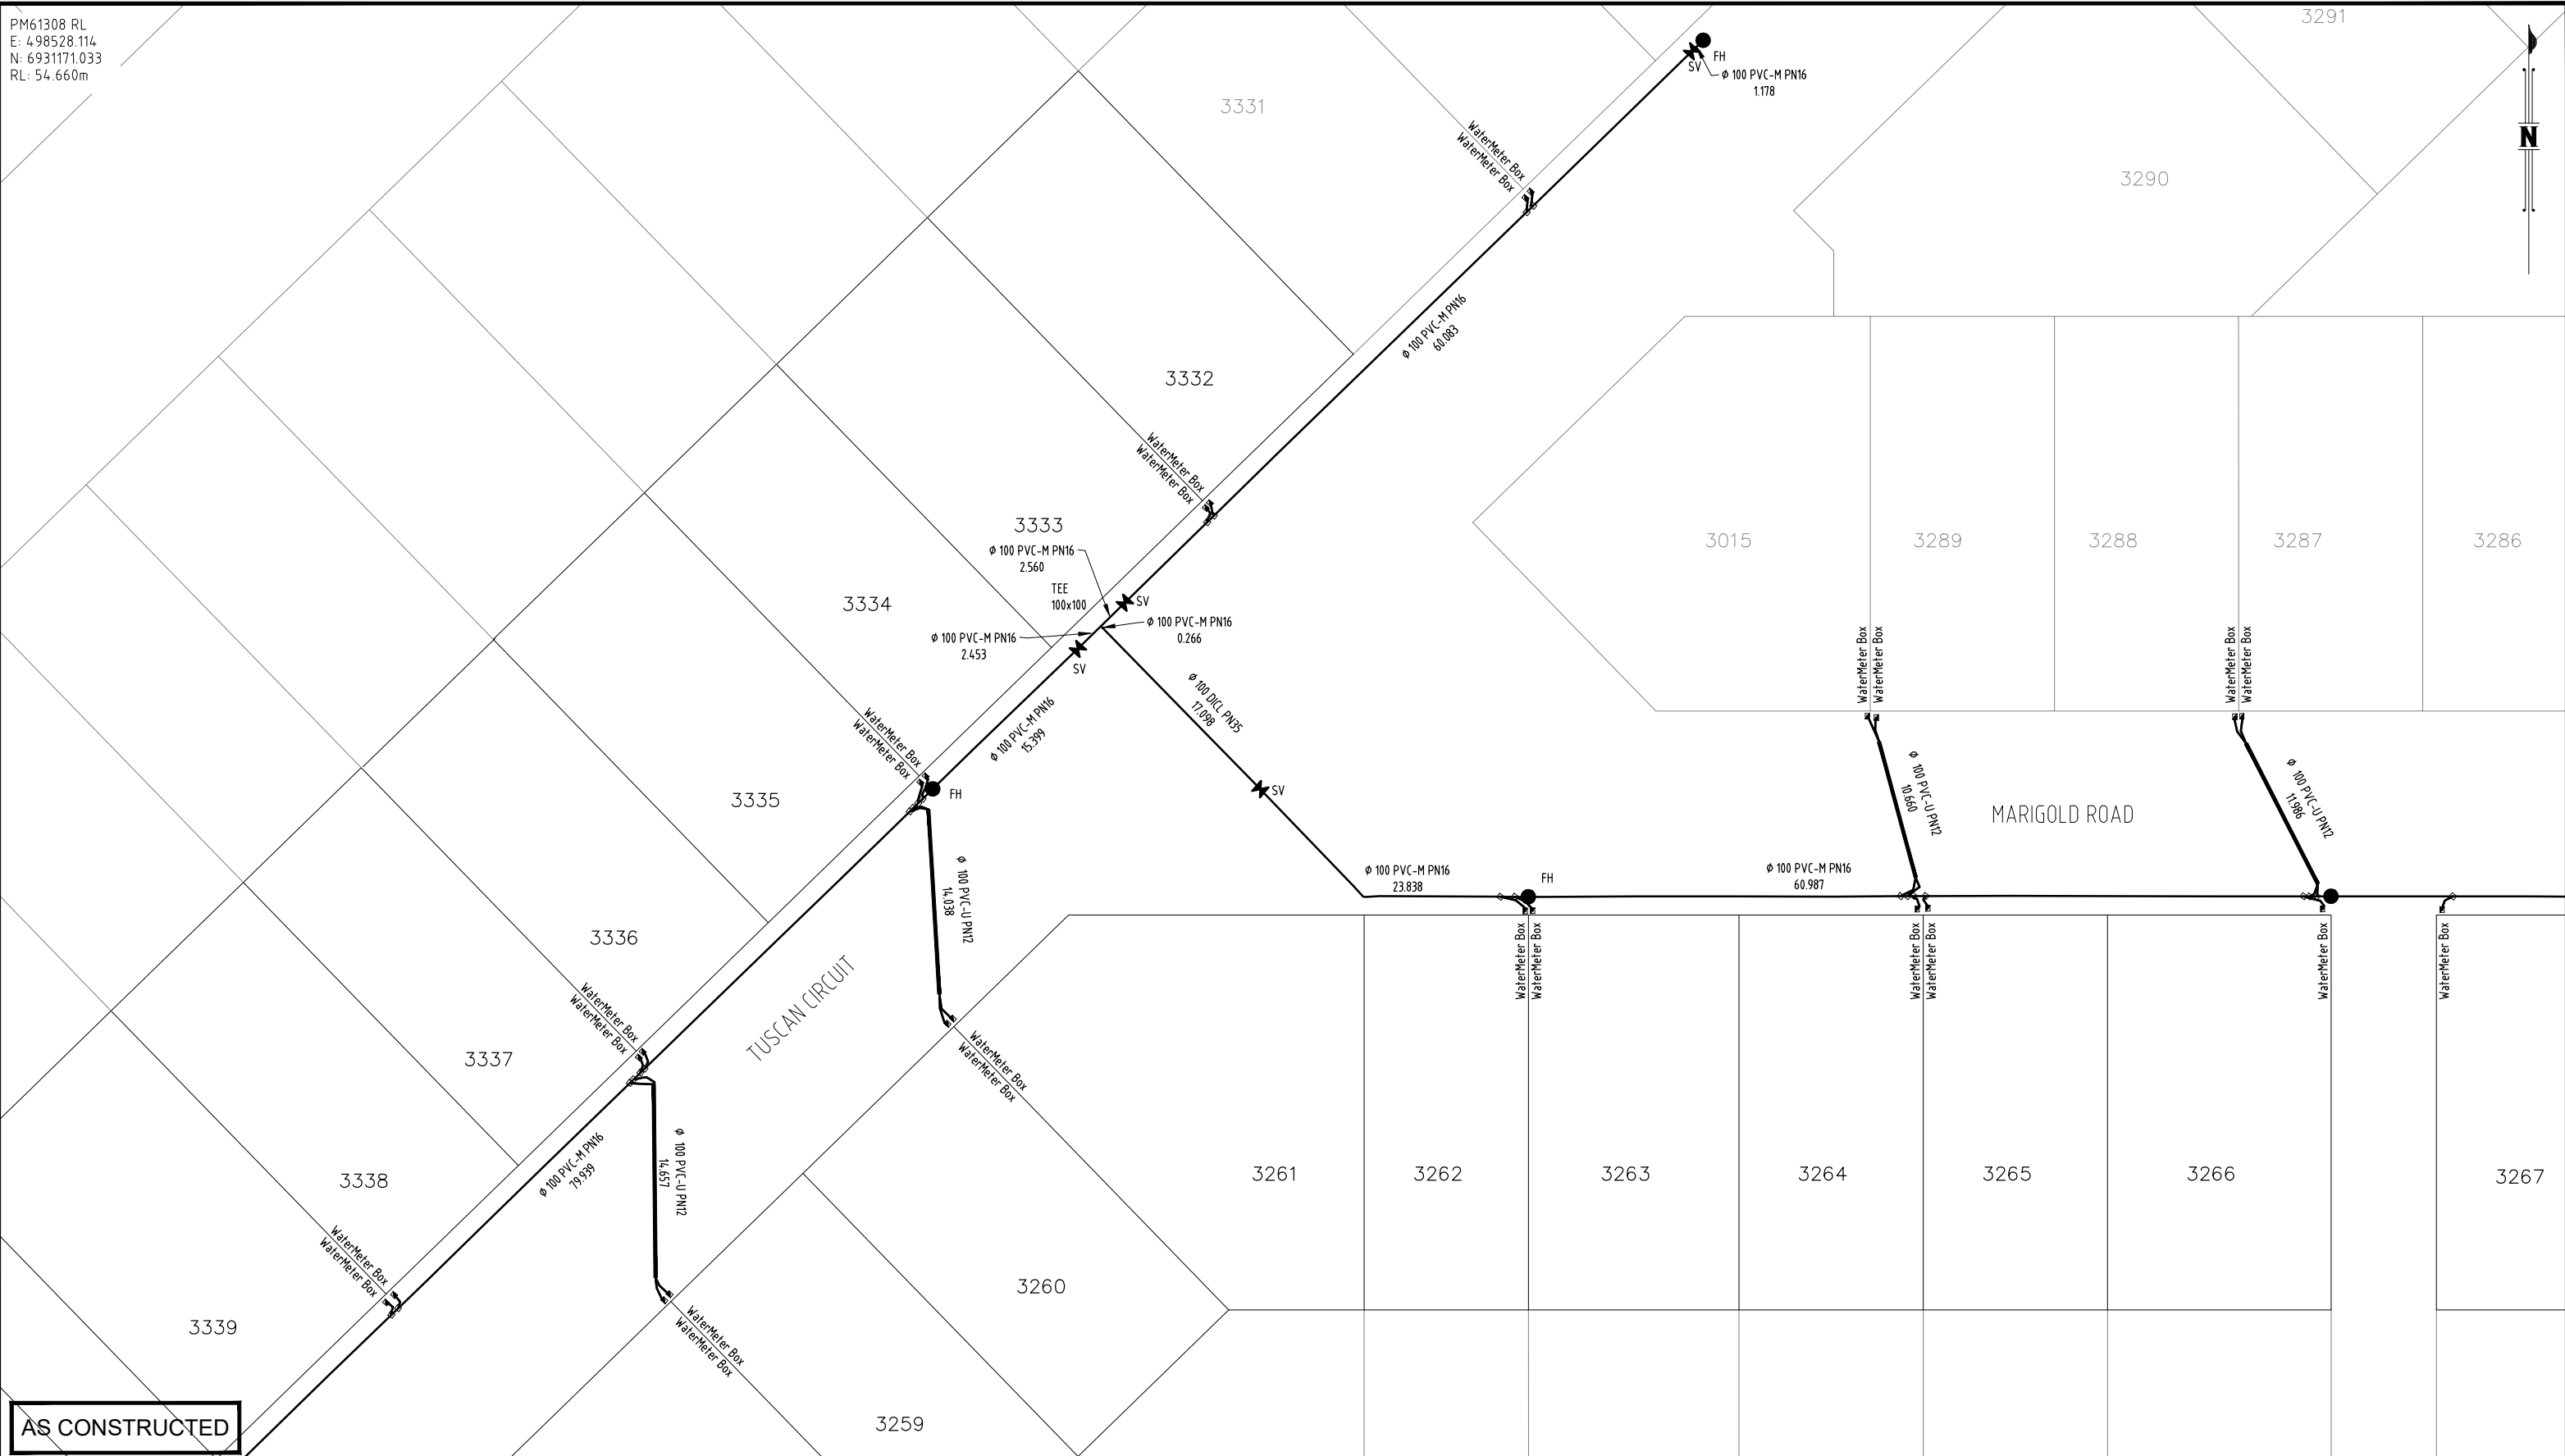 PM61308 RL
E: 498528.114
N: 6931171.033
RL: 54.660m
3291
FH
SV
Φ 100 PVC-M PN16
1.178
N
3331
WaterMeter Box
WaterMeter Box
3290
Φ 100 PVC-M PN16
60.083
3332
WaterMeter Box
WaterMeter Box
3333
Φ 100 PVC-M PN16
2.560
TEE
100x100
SV
3334
Φ 100 PVC-M PN16
0.266
Φ 100 PVC-M PN16
2.453
SV
3015
3289
3288
3287
3286
WaterMeter Box
WaterMeter Box
WaterMeter Box
WaterMeter Box
Φ 100 DICL PN35
17.098
SV
Φ 100 PVC-M PN16
15.399
WaterMeter Box
WaterMeter Box
FH
3335
Φ 100 PVC-U PN12
10.660
MARIGOLD ROAD
Φ 100 PVC-U PN12
11.986
Φ 100 PVC-U PN12
14.038
Φ 100 PVC-M PN16
23.838
FH
Φ 100 PVC-M PN16
60.987
3336
WaterMeter Box
WaterMeter Box
WaterMeter Box
WaterMeter Box
WaterMeter Box
WaterMeter Box
TUSCAN CIRCUIT
WaterMeter Box
WaterMeter Box
3337
WaterMeter Box
WaterMeter Box
Φ 100 PVC-M PN16
79.939
Φ 100 PVC-U PN12
14.657
3338
3261
3262
3263
3264
3265
3266
3267
WaterMeter Box
WaterMeter Box
3260
3339
WaterMeter Box
WaterMeter Box
3259
AS CONSTRUCTED